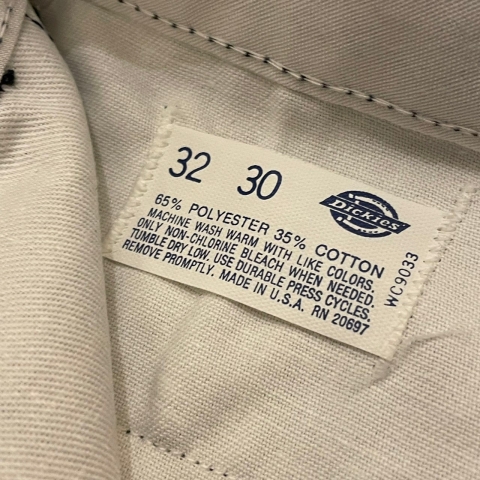 32 30
Dickies
65% POLYESTER 35% COTTON
MACHINE WASH WARM WITH LIKE COLORS.
ONLY NON-CHLORINE BLEACH WHEN NEEDED.
TUMBLE DRY LOW. USE DURABLE PRESS CYCLES.
REMOVE PROMPTLY. MADE IN U.S.A. RN 20697
WC9033